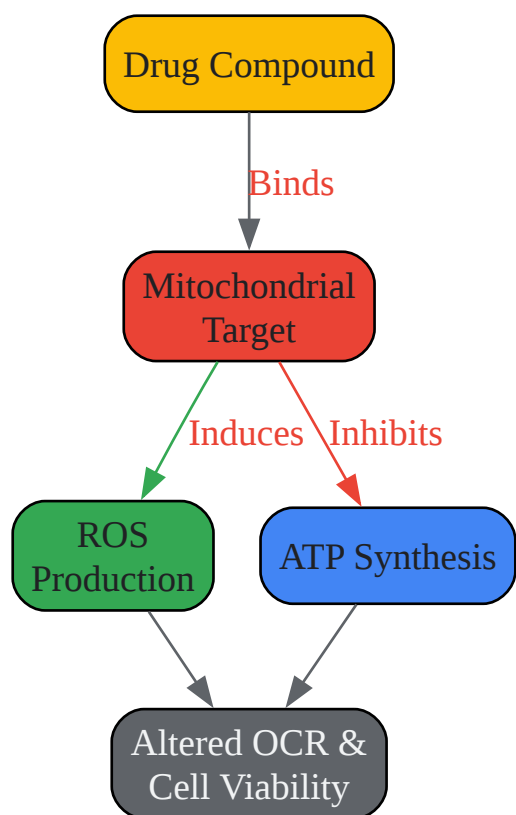 Drug Compound
Binds
Mitochondrial
Target
Induces
Inhibits
ROS
Production
ATP Synthesis
Altered OCR &
Cell Viability